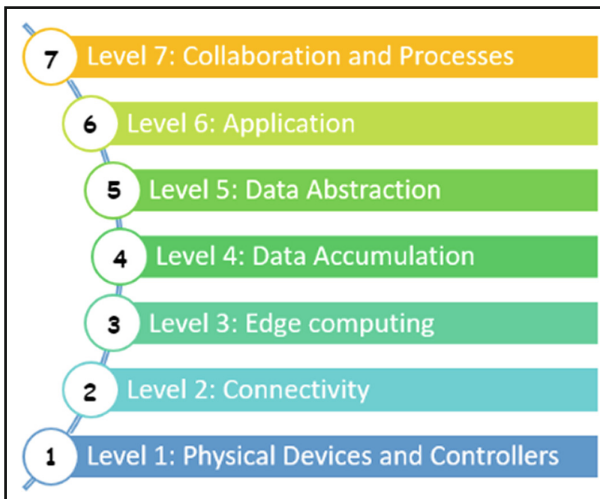 7 Level 7: Collaboration and Processes
6 Level 6: Application
5 Level 5: Data Abstraction
4 Level 4: Data Accumulation
3 Level 3: Edge computing
2 Level 2: Connectivity
1 Level 1: Physical Devices and Controllers